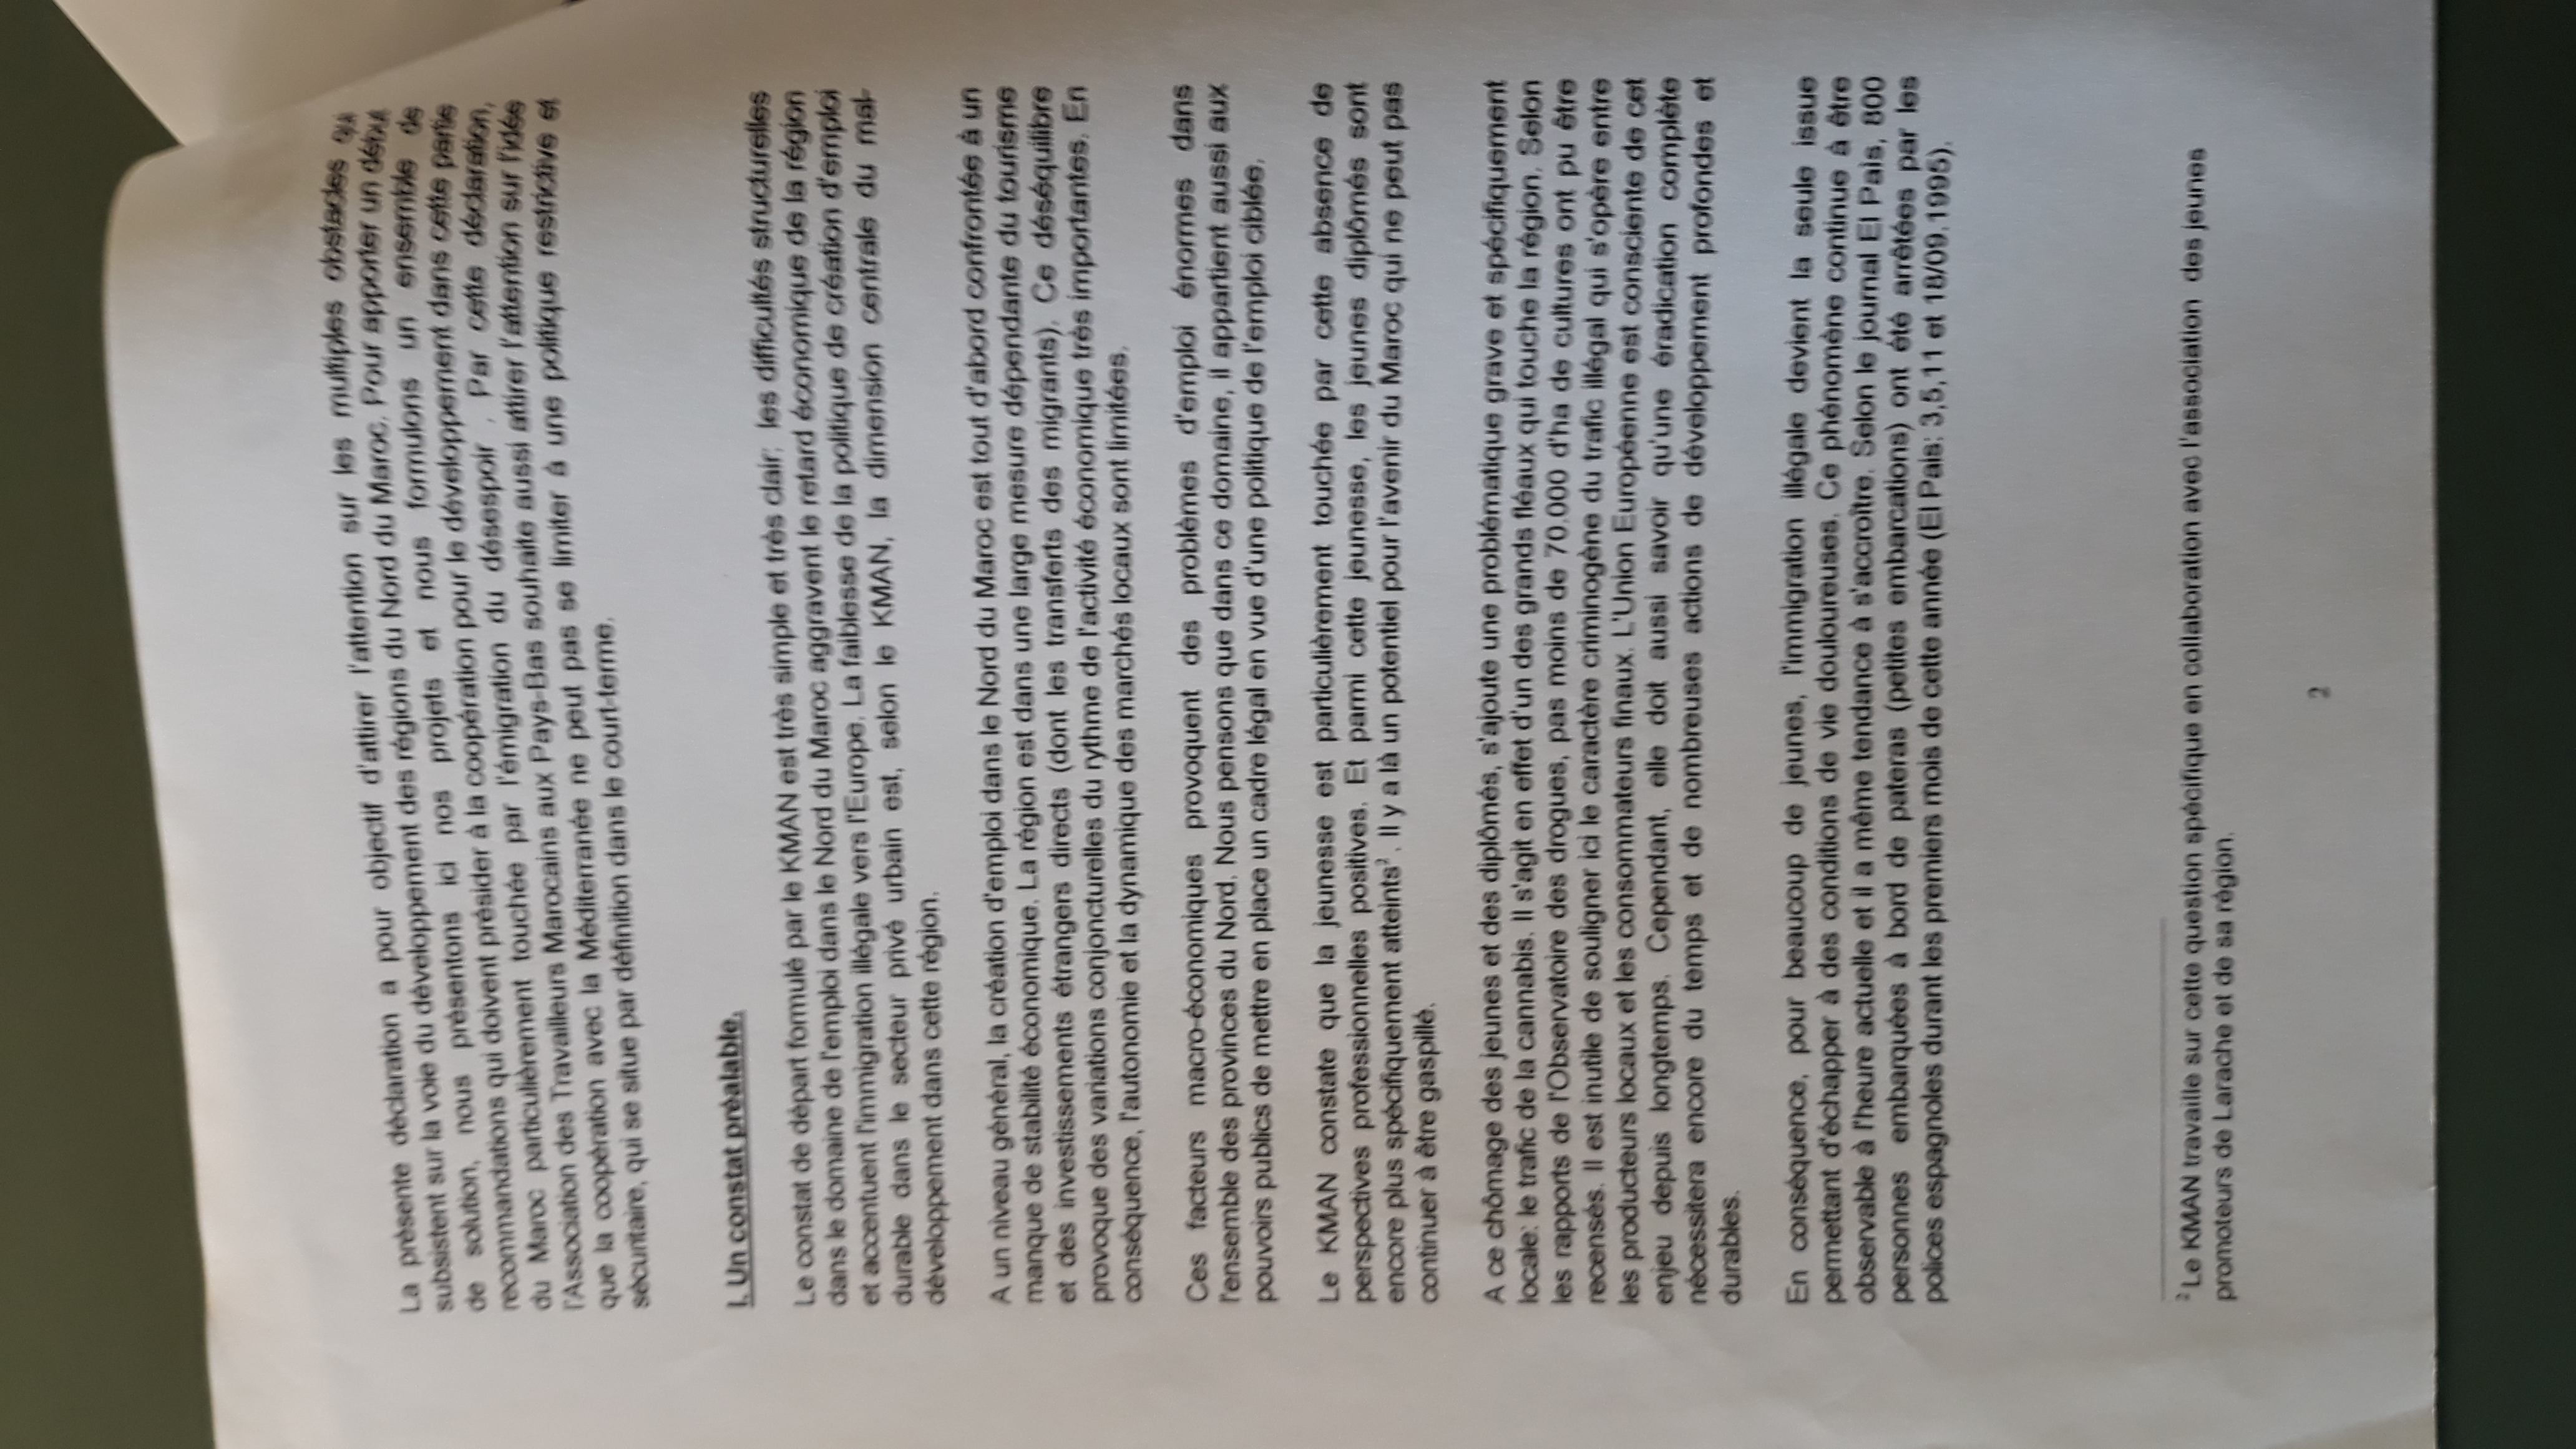 La présente déclaration a pour objectif d'attirer l'attention sur les multiples obstacles qui
subsistent sur la voie du développement des régions du Nord du Maroc. Pour apporter un début
de solution, nous présentons ici nos projets et nous formulons un ensemble de
recommandations qui doivent présider à la coopération pour le développement dans cette partie
du Maroc particulièrement touchée par l'émigration du désespoir . Par cette déclaration,
l'Association des Travailleurs Marocains aux Pays-Bas souhaite aussi attirer l'attention sur l'idée
que la coopération avec la Méditerranée ne peut pas se limiter à une politique restrictive et
sécuritaire, qui se situe par définition dans le court-terme.
I. Un constat préalable.
Le constat de départ formulé par le KMAN est très simple et très clair: les difficultés structurelles
dans le domaine de l'emploi dans le Nord du Maroc aggravent le retard économique de la région
et accentuent l'immigration illégale vers l'Europe. La faiblesse de la politique de création d'emploi
durable dans le secteur privé urbain est, selon le KMAN, la dimension centrale du mal-
développement dans cette région.
A un niveau général, la création d'emploi dans le Nord du Maroc est tout d'abord confrontée à un
manque de stabilité économique. La région est dans une large mesure dépendante du tourisme
et des investissements étrangers directs (dont les transferts des migrants). Ce déséquilibre
provoque des variations conjoncturelles du rythme de l'activité économique très importantes. En
conséquence, l'autonomie et la dynamique des marchés locaux sont limitées.
Ces facteurs macro-économiques provoquent des problèmes d'emploi énormes dans
l'ensemble des provinces du Nord. Nous pensons que dans ce domaine, il appartient aussi aux
pouvoirs publics de mettre en place un cadre légal en vue d'une politique de l'emploi ciblée.
Le KMAN constate que la jeunesse est particulièrement touchée par cette absence de
perspectives professionnelles positives. Et parmi cette jeunesse, les jeunes diplômés sont
encore plus spécifiquement atteints². Il y a là un potentiel pour l'avenir du Maroc qui ne peut pas
continuer à être gaspillé.
A ce chômage des jeunes et des diplômés, s'ajoute une problématique grave et spécifiquement
locale: le trafic de la cannabis. Il s'agit en effet d'un des grands fléaux qui touche la région. Selon
les rapports de l'Observatoire des drogues, pas moins de 70.000 d'ha de cultures ont pu être
recensés. Il est inutile de souligner ici le caractère criminogène du trafic illégal qui s'opère entre
les producteurs locaux et les consommateurs finaux. L'Union Européenne est consciente de cet
enjeu depuis longtemps. Cependant, elle doit aussi savoir qu'une éradication complète
nécessitera encore du temps et de nombreuses actions de développement profondes et
durables.
En conséquence, pour beaucoup de jeunes, l'immigration illégale devient la seule issue
permettant d'échapper à des conditions de vie douloureuses. Ce phénomène continue à être
observable à l'heure actuelle et il a même tendance à s'accroître. Selon le journal El Pais, 800
personnes embarquées à bord de pateras (petites embarcations) ont été arrêtées par les
polices espagnoles durant les premiers mois de cette année (El Pais: 3,5,11 et 18/09.1995).
² Le KMAN travaille sur cette question spécifique en collaboration avec l'association des jeunes
promoteurs de Larache et de sa région.
2